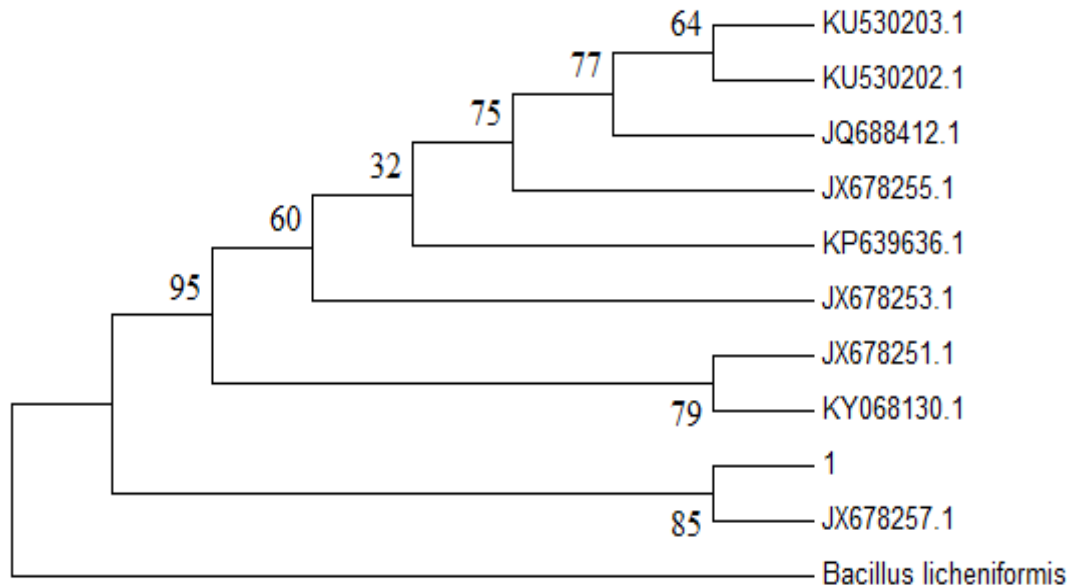 64
KU530203.1
77
KU530202.1
75
JQ688412.1
32
JX678255.1
60
KP639636.1
95
JX678253.1
JX678251.1
79
KY068130.1
1
85
JX678257.1
Bacillus licheniformis